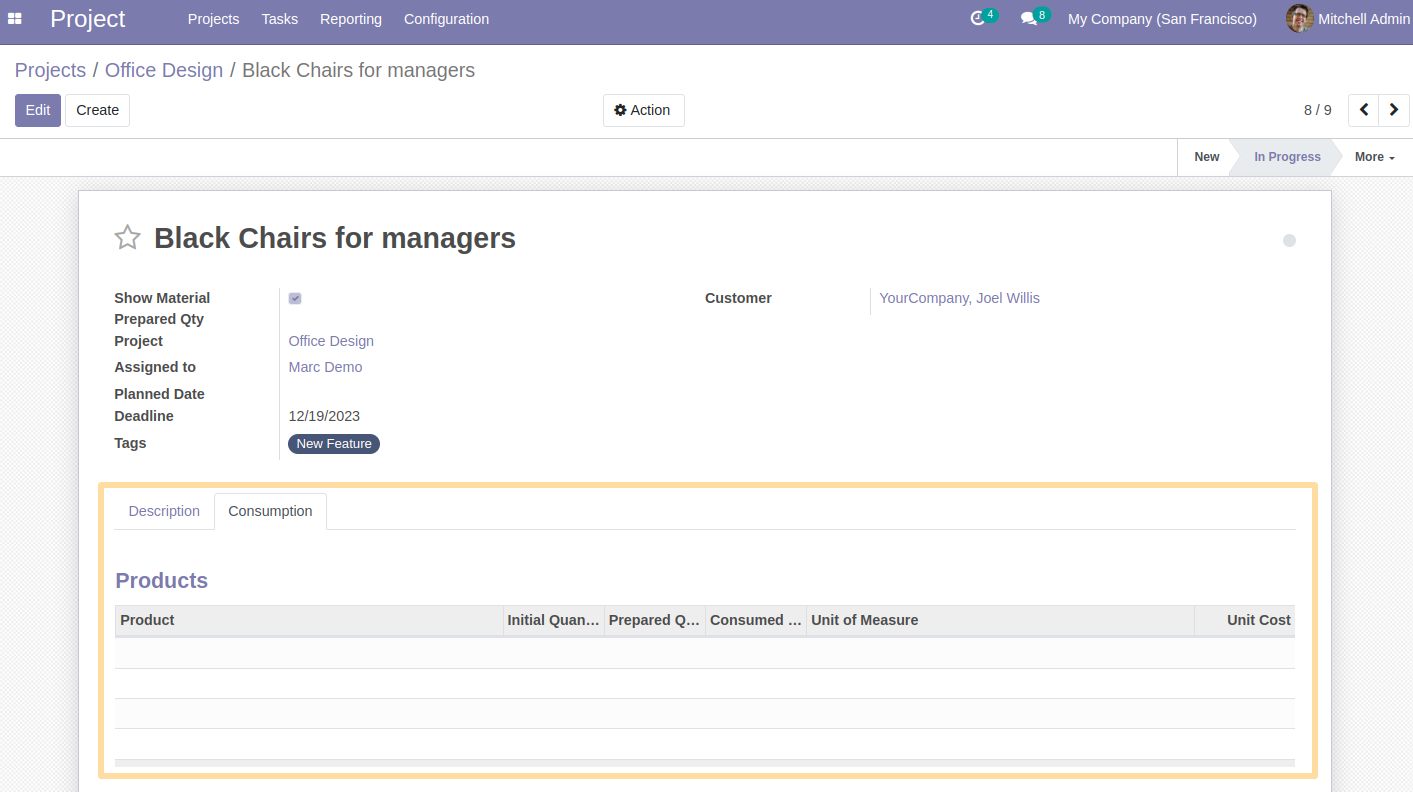 Project Projects Tasks Reporting Configuration 4 8 My Company (San Francisco) Mitchell Admin
Projects / Office Design / Black Chairs for managers
Edit Create Action 8 / 9
New In Progress More
Black Chairs for managers
Show Material Prepared Qty
Customer YourCompany, Joel Willis
Project Office Design
Assigned to Marc Demo
Planned Date
Deadline 12/19/2023
Tags New Feature
Description Consumption
Products
Product Initial Quan... Prepared Q... Consumed ... Unit of Measure Unit Cost